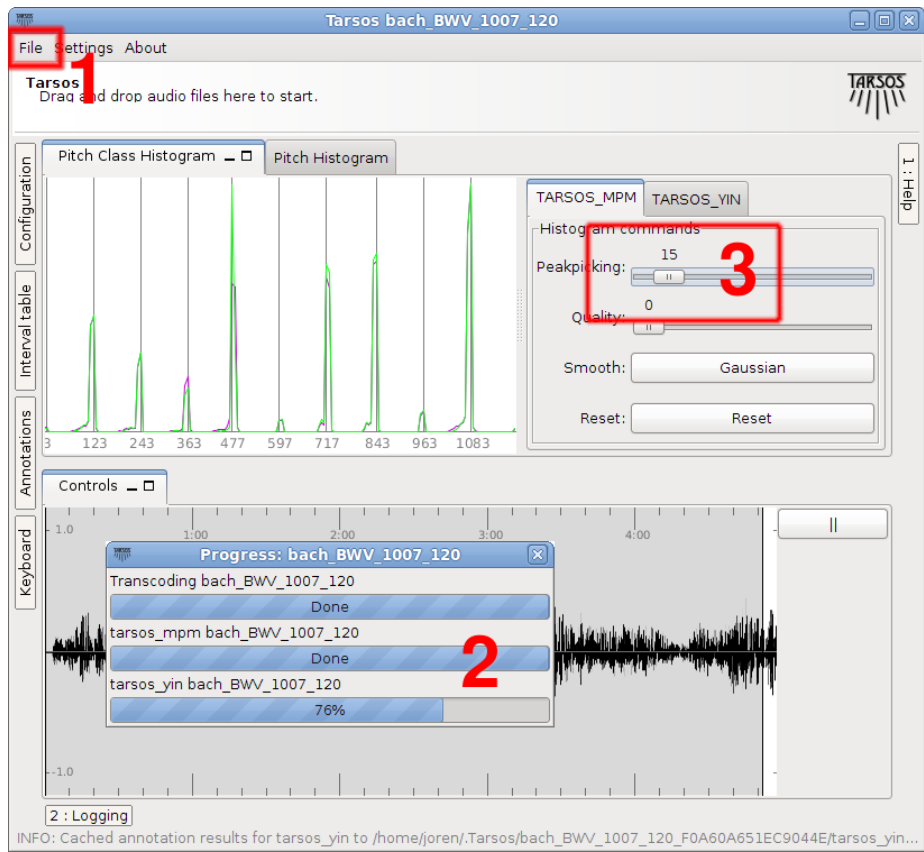 Tarsos bach_BWV_1007_120
File Settings About
1
Tarsos
Drag and drop audio files here to start.
TARSOS
Configuration
Interval table
Annotations
Keyboard
Pitch Class Histogram
Pitch Histogram
3 123 243 363 477 597 717 843 963 1083
TARSOS_MPM TARSOS_YIN
Histogram commands
Peakpicking: 15
3
Quality: 0
Smooth: Gaussian
Reset: Reset
1 : Help
Controls
1.0
1:00 2:00 3:00 4:00
Progress: bach_BWV_1007_120
Transcoding bach_BWV_1007_120
Done
tarsos_mpm bach_BWV_1007_120
Done
2
tarsos_yin bach_BWV_1007_120
76%
-1.0
2 : Logging
INFO: Cached annotation results for tarsos_yin to /home/joren/.Tarsos/bach_BWV_1007_120_F0A60A651EC9044E/tarsos_yin...